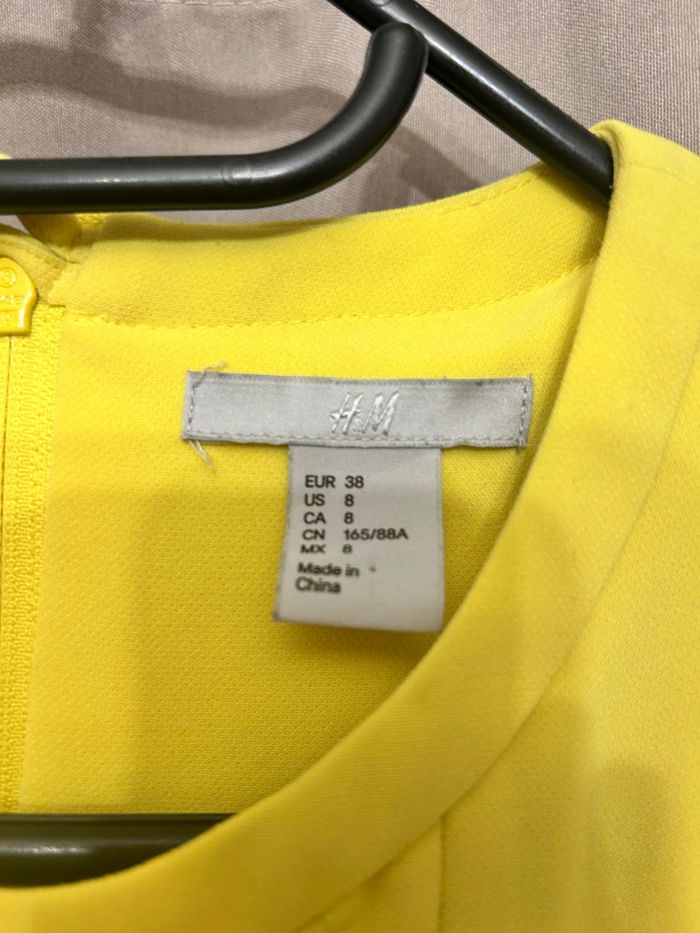 H&M
EUR 38
US 8
CA 8
CN 165/88A
MX 8
Made in
China